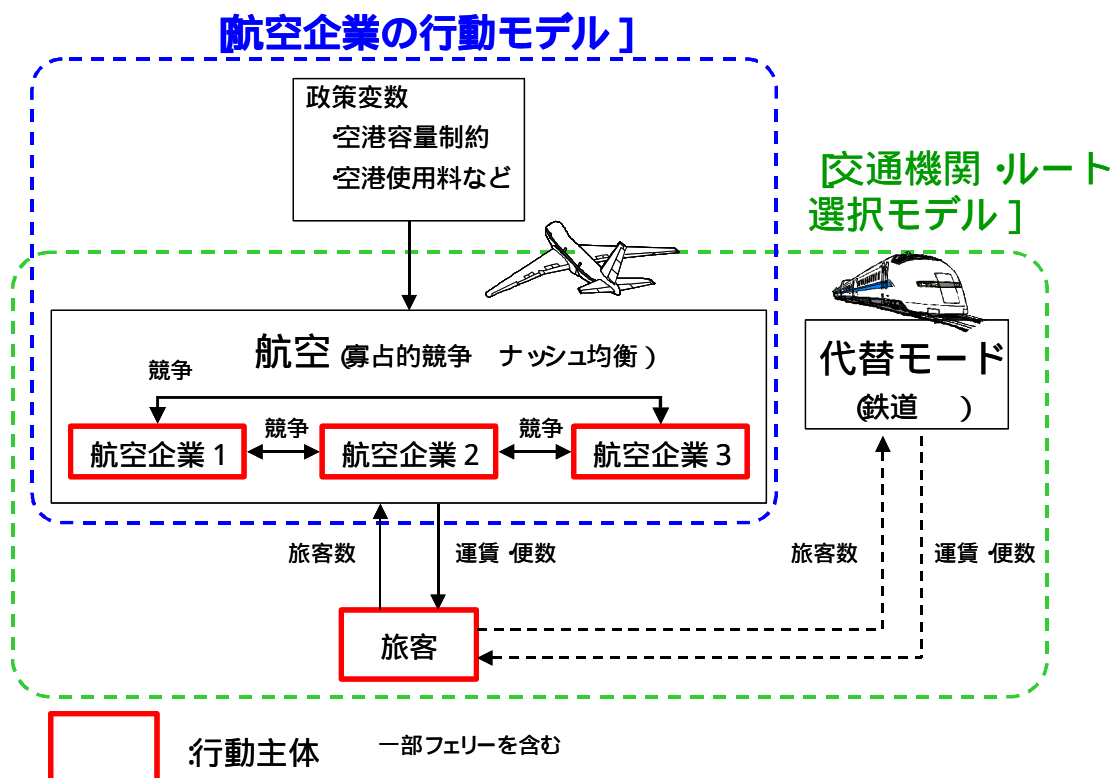 [航空企業の行動モデル]
政策変数
・空港容量制約
・空港使用料など
[交通機関・ルート
選択モデル]
航空(寡占的競争 ナッシュ均衡)
競争
競争
競争
航空企業1
航空企業2
航空企業3
代替モード
(鉄道 )
旅客数
運賃・便数
旅客数
運賃・便数
旅客
:行動主体
一部フェリーを含む